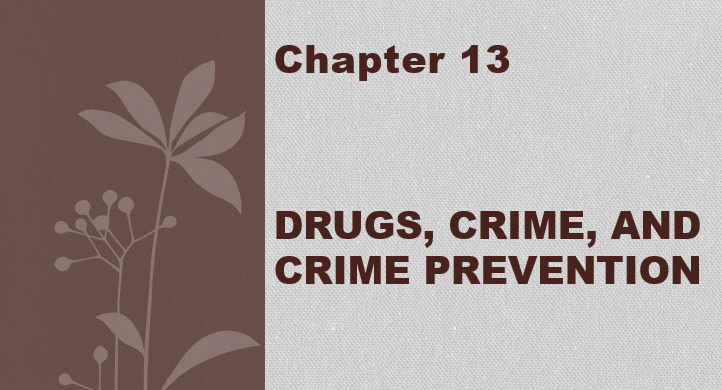 Chapter 13
DRUGS, CRIME, AND
CRIME PREVENTION